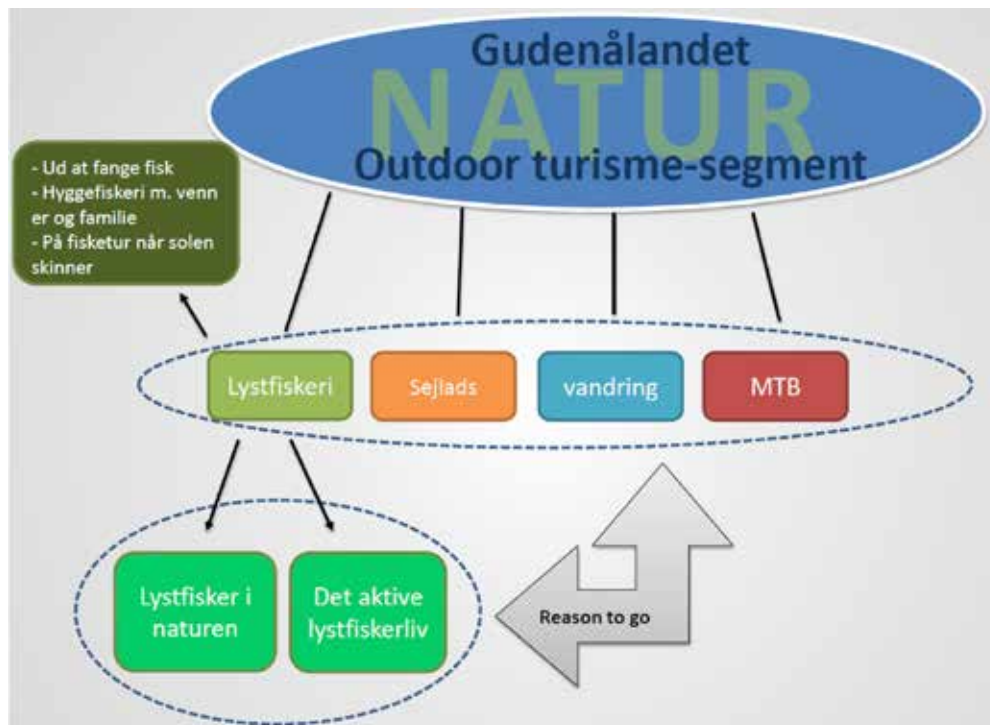 Gudenålandet
NATUR
Outdoor turisme-segment
- Ud at fange fisk
- Hyggefiskeri m. venn
er og familie
- På fisketur når solen
skinner
Lystfiskeri
Sejlads
vandring
MTB
Lystfisker i
naturen
Det aktive
lystfiskerliv
Reason to go